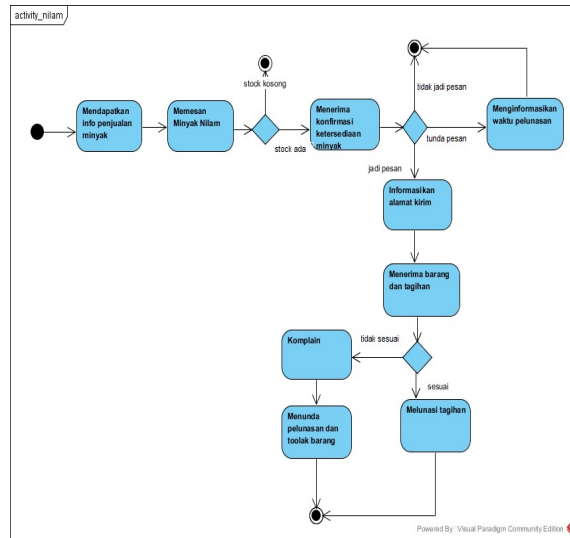 activity_nilam
stock kosong
tidak jadi pesan
Mendapatkan
info penjualan
minyak
Memesan
Minyak Nilam
Menerima
konfirmasi
ketersediaan
minyak
Menginformasikan
waktu pelunasan
stock ada
tunda pesan
jadi pesan
Informasikan
alamat kirim
Menerima barang
dan tagihan
tidak sesuai
Komplain
sesuai
Menunda
pelunasan dan
toolak barang
Melunasi tagihan
Powered By Visual Paradigm Community Edition